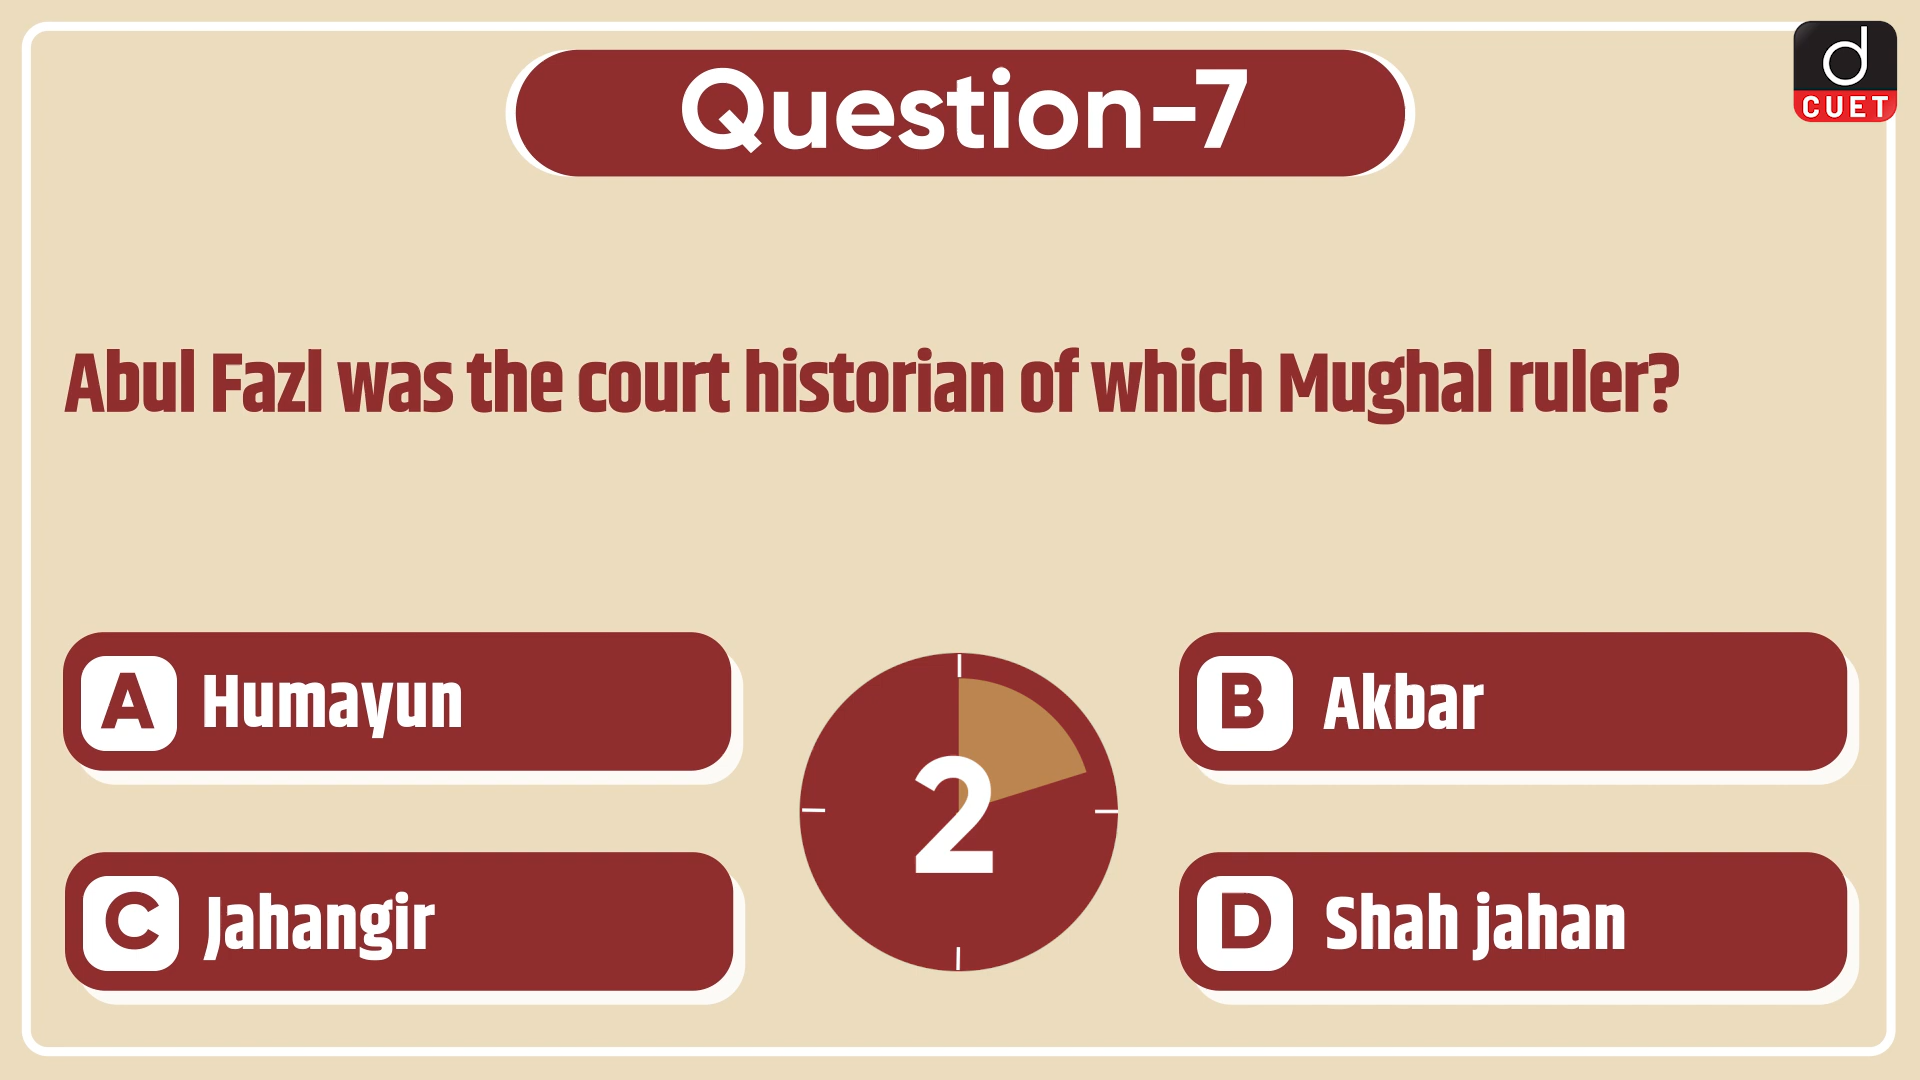 Question-7
d
CUET
Abul Fazl was the court historian of which Mughal ruler?
A Humayun
B Akbar
2
C Jahangir
D Shah jahan